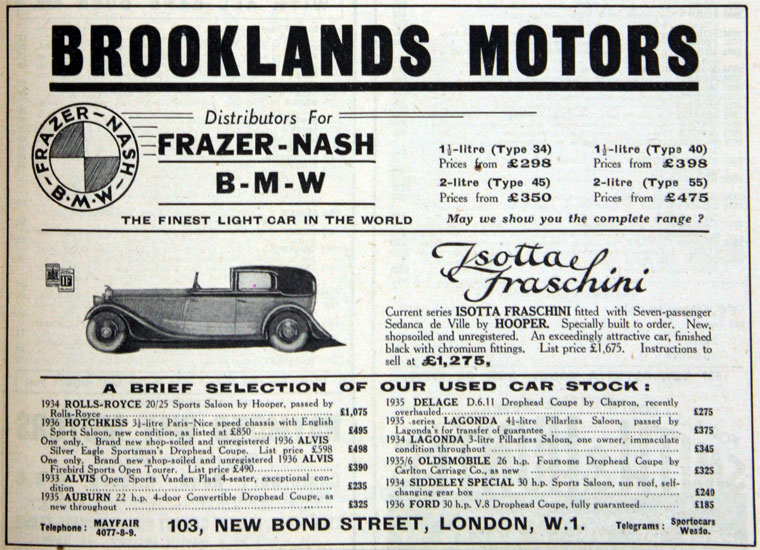 BROOKLANDS MOTORS
FRAZER-NASH
B·M·W
Distributors For
FRAZER-NASH
B-M-W
THE FINEST LIGHT CAR IN THE WORLD
1½-litre (Type 34)
Prices from £298
2-litre (Type 45)
Prices from £350
1½-litre (Type 40)
Prices from £398
2-litre (Type 55)
Prices from £475
May we show you the complete range ?
IF
Isotta
Fraschini
Current series ISOTTA FRASCHINI fitted with Seven-passenger
Sedanca de Ville by HOOPER. Specially built to order. New,
shopsoiled and unregistered. An exceedingly attractive car, finished
black with chromium fittings. List price £1,675. Instructions to
sell at £1,275,
A BRIEF SELECTION OF OUR USED CAR STOCK :
1934 ROLLS-ROYCE 20/25 Sports Saloon by Hooper, passed by
Rolls-Royce £1,075
1936 HOTCHKISS 3½-litre Paris-Nice speed chassis with English
Sports Saloon, new condition, as listed at £850 £495
One only. Brand new shop-soiled and unregistered 1936 ALVIS
Silver Eagle Sportsman's Drophead Coupe. List price £598 £498
One only. Brand new shop-soiled and unregistered 1936 ALVIS
Firebird Sports Open Tourer. List price £490 £390
1933 ALVIS Open Sports Vanden Plas 4-seater, exceptional con-
dition £235
1935 AUBURN 22 h.p. 4-door Convertible Drophead Coupe, as
new throughout £325
1935 DELAGE D.6.11 Drophead Coupe by Chapron, recently
overhauled £275
1935 series LAGONDA 4½-litre Pillarless Saloon, passed by
Lagonda's for transfer of guarantee £375
1934 LAGONDA 3-litre Pillarless Saloon, one owner, immaculate
condition throughout £345
1935/6 OLDSMOBILE 26 h.p. Foursome Drophead Coupe by
Carlton Carriage Co., as new £325
1934 SIDDELEY SPECIAL 30 h.p. Sports Saloon, sun roof, self-
changing gear box £240
1936 FORD 30 h.p. V.8 Drophead Coupe, fully guaranteed £185
Telephone : MAYFAIR 4077-8-9.
103, NEW BOND STREET, LONDON, W.1.
Telegrams : Sportocars Wesdo.